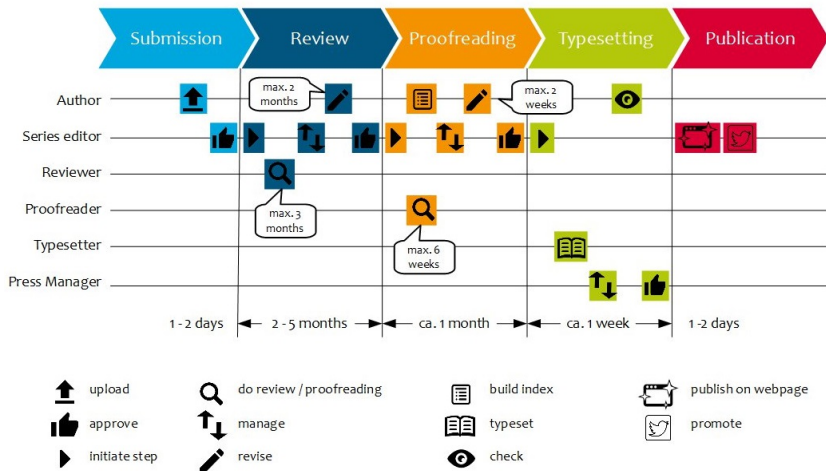 Submission
Review
Proofreading
Typesetting
Publication
max. 2
months
max. 2
weeks
Author
Series editor
Reviewer
Proofreader
max. 3
months
Typesetter
max. 6
weeks
Press Manager
1 - 2 days
2 - 5 months
ca. 1 month
ca. 1 week
1 -2 days
upload
do review / proofreading
build index
publish on webpage
approve
manage
typeset
promote
initiate step
revise
check